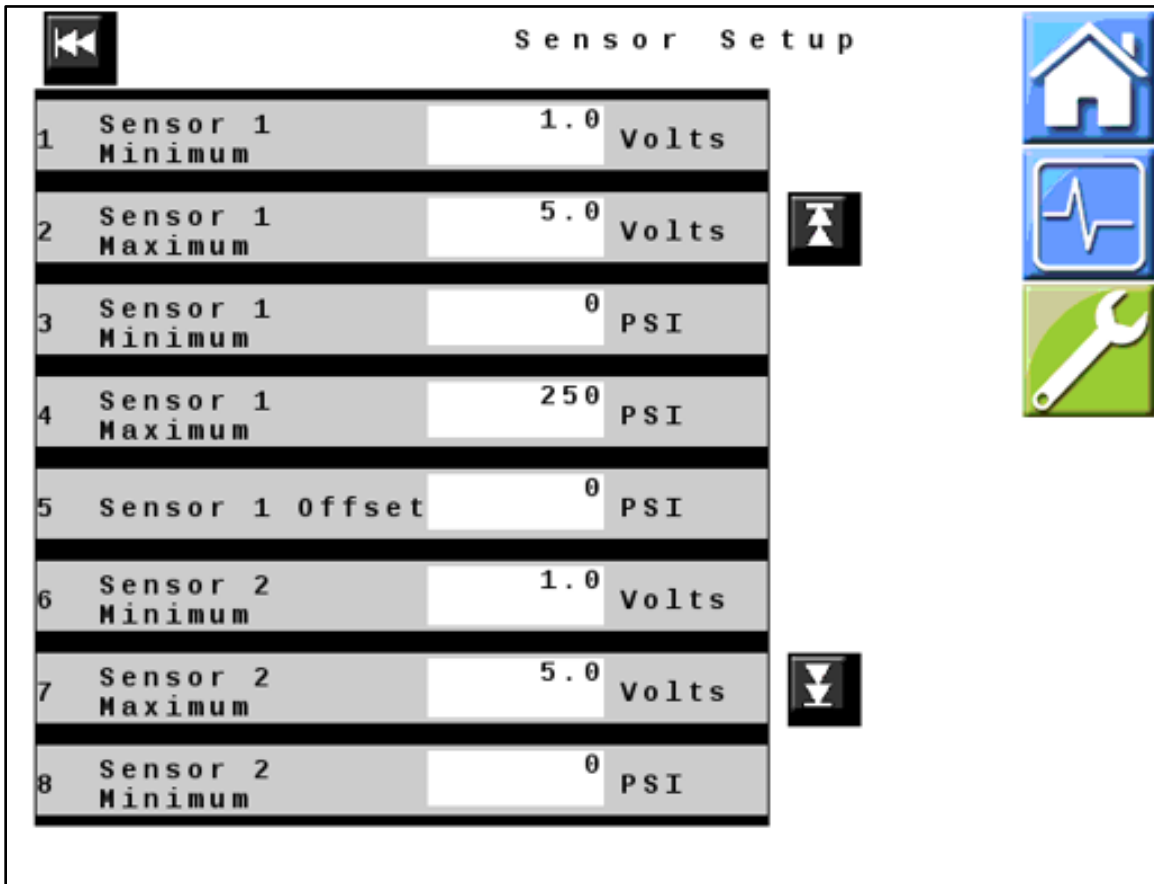 Sensor Setup
1 Sensor 1 Minimum 1.0 Volts
2 Sensor 1 Maximum 5.0 Volts
3 Sensor 1 Minimum 0 PSI
4 Sensor 1 Maximum 250 PSI
5 Sensor 1 Offset 0 PSI
6 Sensor 2 Minimum 1.0 Volts
7 Sensor 2 Maximum 5.0 Volts
8 Sensor 2 Minimum 0 PSI